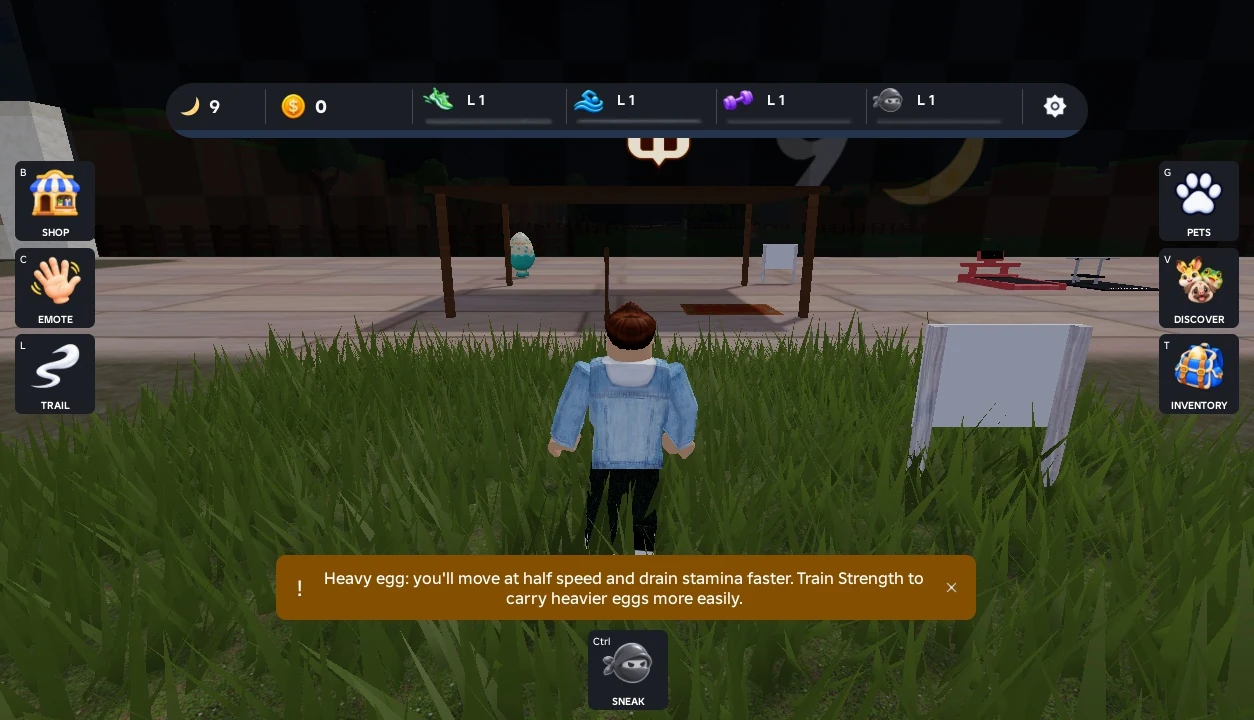 9
0
L 1
L 1
L 1
L 1
9
B
SHOP
C
EMOTE
L
TRAIL
G
PETS
V
DISCOVER
T
INVENTORY
! Heavy egg: you'll move at half speed and drain stamina faster. Train Strength to
carry heavier eggs more easily.
Ctrl
SNEAK